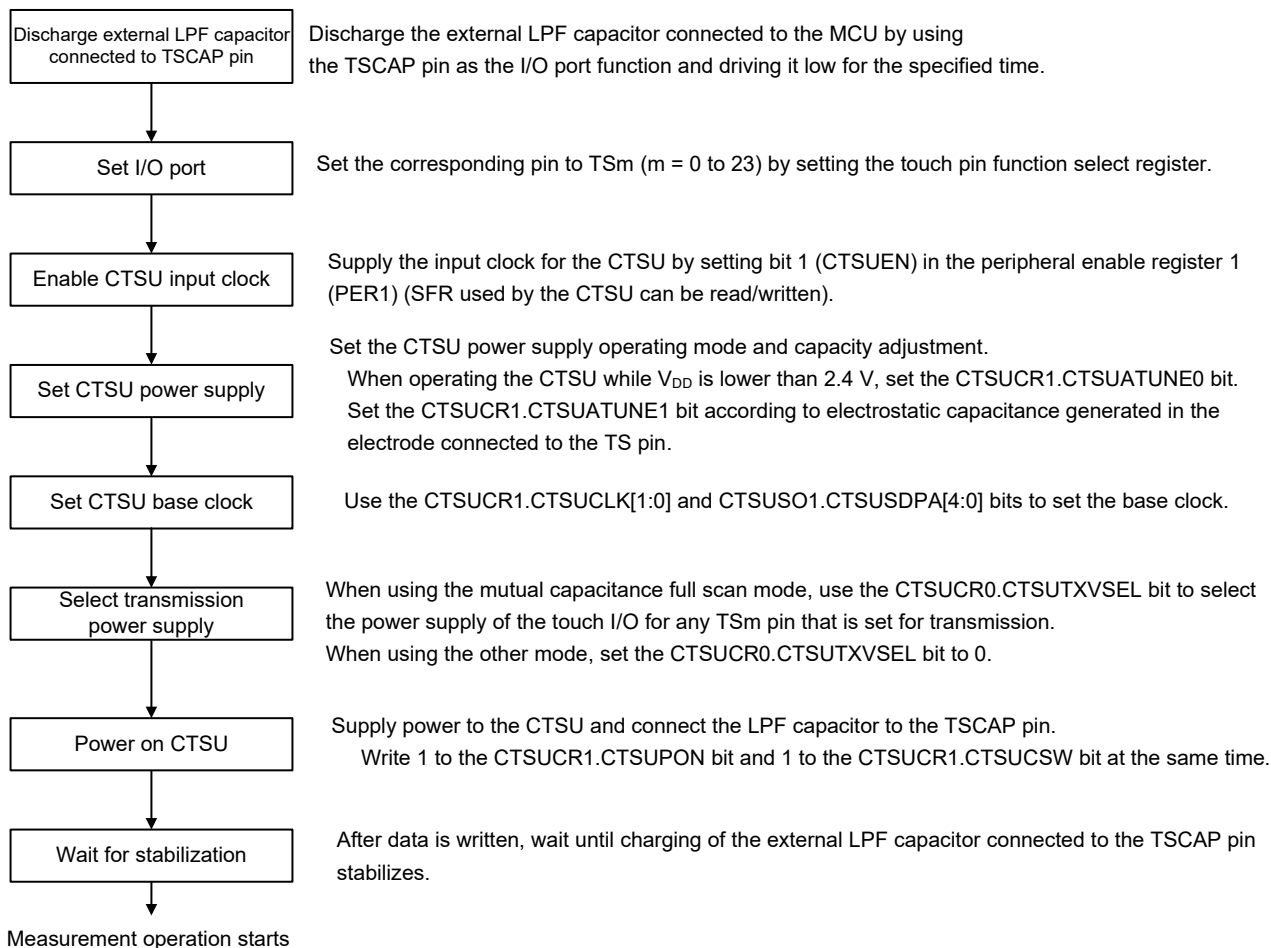 Discharge external LPF capacitor
connected to TSCAP pin
Discharge the external LPF capacitor connected to the MCU by using
the TSCAP pin as the I/O port function and driving it low for the specified time.
Set I/O port
Set the corresponding pin to TSm (m = 0 to 23) by setting the touch pin function select register.
Enable CTSU input clock
Supply the input clock for the CTSU by setting bit 1 (CTSUEN) in the peripheral enable register 1
(PER1) (SFR used by the CTSU can be read/written).
Set CTSU power supply
Set the CTSU power supply operating mode and capacity adjustment.
When operating the CTSU while VDD is lower than 2.4 V, set the CTSUCR1.CTSUATUNE0 bit.
Set the CTSUCR1.CTSUATUNE1 bit according to electrostatic capacitance generated in the
electrode connected to the TS pin.
Set CTSU base clock
Use the CTSUCR1.CTSUCLK[1:0] and CTSUSO1.CTSUSDPA[4:0] bits to set the base clock.
Select transmission
power supply
When using the mutual capacitance full scan mode, use the CTSUCR0.CTSUTXVSEL bit to select
the power supply of the touch I/O for any TSm pin that is set for transmission.
When using the other mode, set the CTSUCR0.CTSUTXVSEL bit to 0.
Power on CTSU
Supply power to the CTSU and connect the LPF capacitor to the TSCAP pin.
Write 1 to the CTSUCR1.CTSUPON bit and 1 to the CTSUCR1.CTSUCSW bit at the same time.
Wait for stabilization
After data is written, wait until charging of the external LPF capacitor connected to the TSCAP pin
stabilizes.
Measurement operation starts